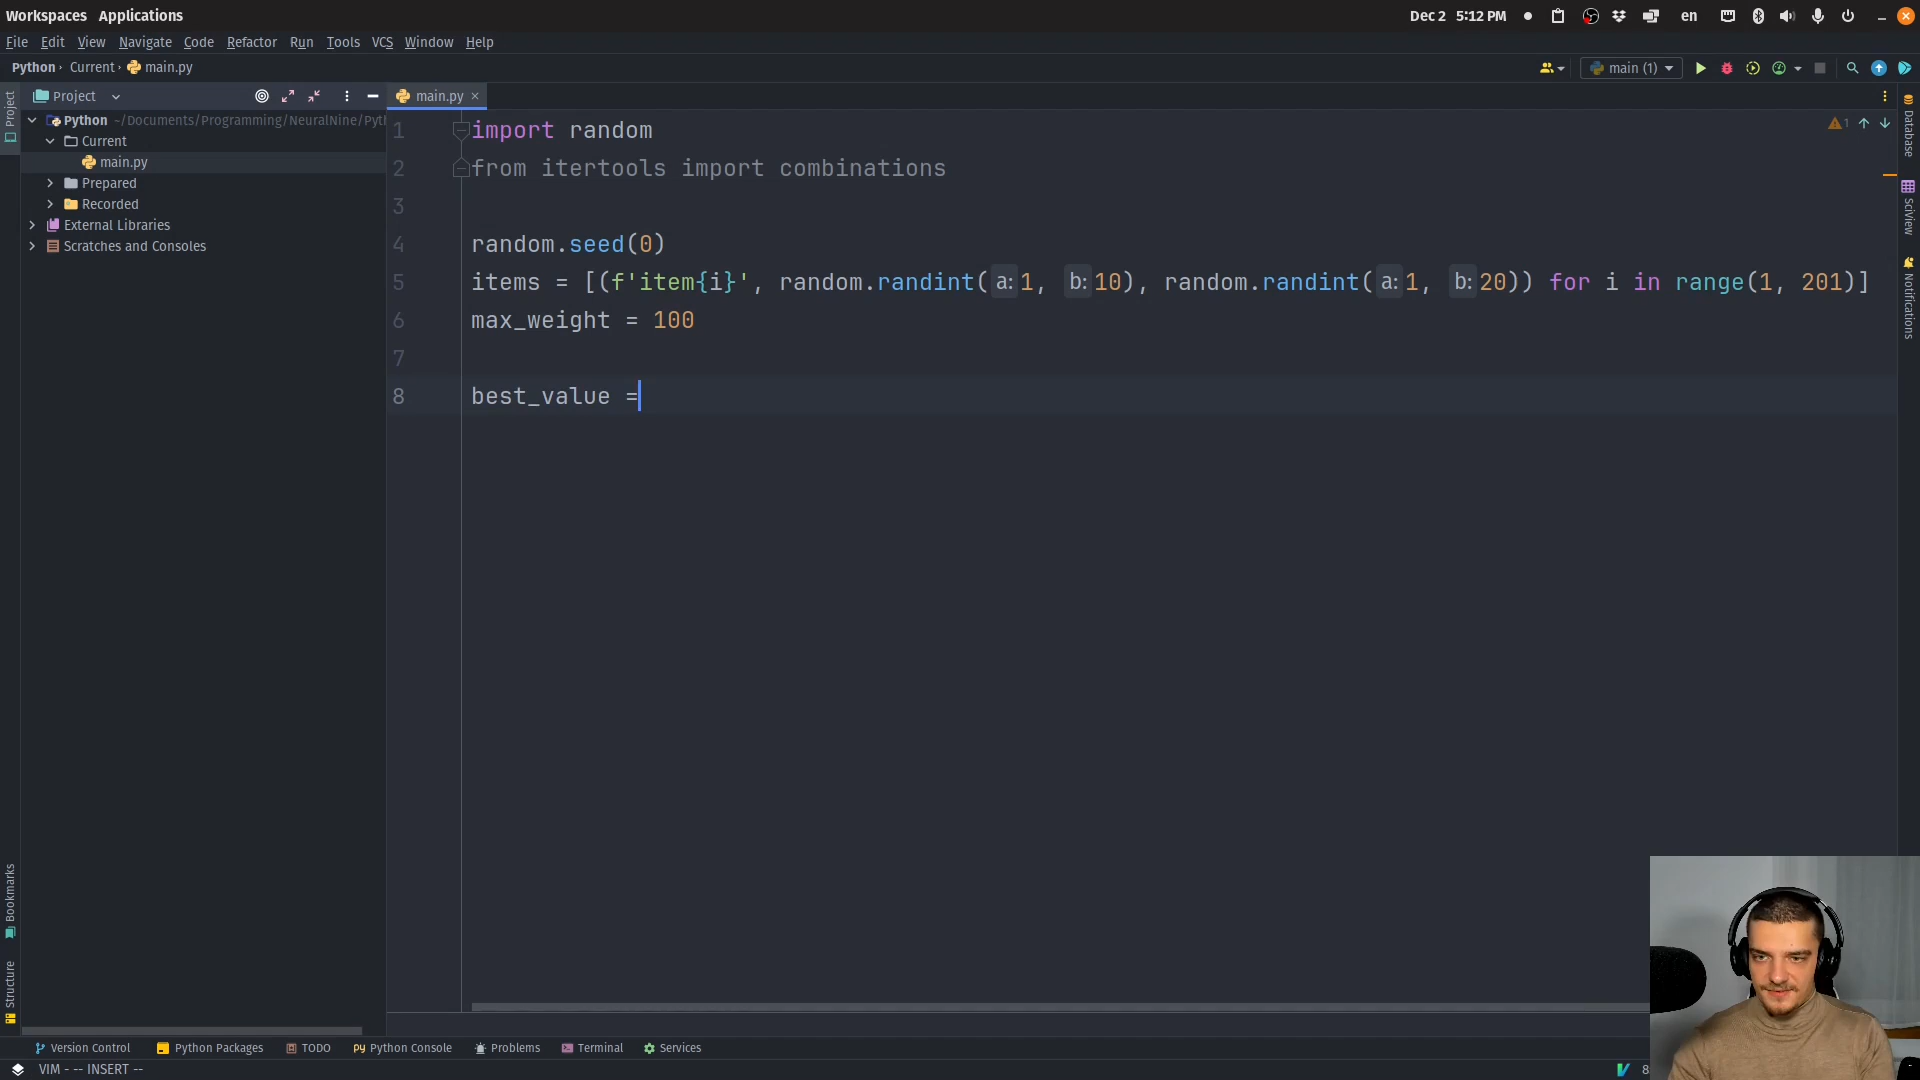 Workspaces Applications Dec 2 5:12 PM en
File Edit View Navigate Code Refactor Run Tools VCS Window Help
Python › Current › main.py main (1)
Project main.py
Project
Python ~/Documents/Programming/NeuralNine/Pyth
Current
main.py
Prepared
Recorded
External Libraries
Scratches and Consoles
1 import random
2 from itertools import combinations
3
4 random.seed(0)
5 items = [(f'item{i}', random.randint(a: 1, b: 10), random.randint(a: 1, b: 20)) for i in range(1, 201)]
6 max_weight = 100
7
8 best_value =
1
Database
SciView
Notifications
Bookmarks
Structure
Version Control Python Packages TODO Python Console Problems Terminal Services
VIM - -- INSERT --